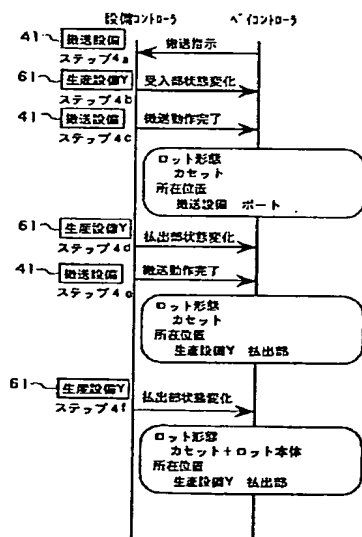 設備コントローラ ベイコントローラ
41 搬送設備 搬送指示
ステップ4a
61 生産設備Y 受入部状態変化
ステップ4b
41 搬送設備 搬送動作完了
ステップ4c
ロット形態
カセット
所在位置
搬送設備 ポート
61 生産設備Y 払出部状態変化
ステップ4d
41 搬送設備 搬送動作完了
ステップ4e
ロット形態
カセット
所在位置
生産設備Y 払出部
61 生産設備Y 払出部状態変化
ステップ4f
ロット形態
カセット+ロット本体
所在位置
生産設備Y 払出部